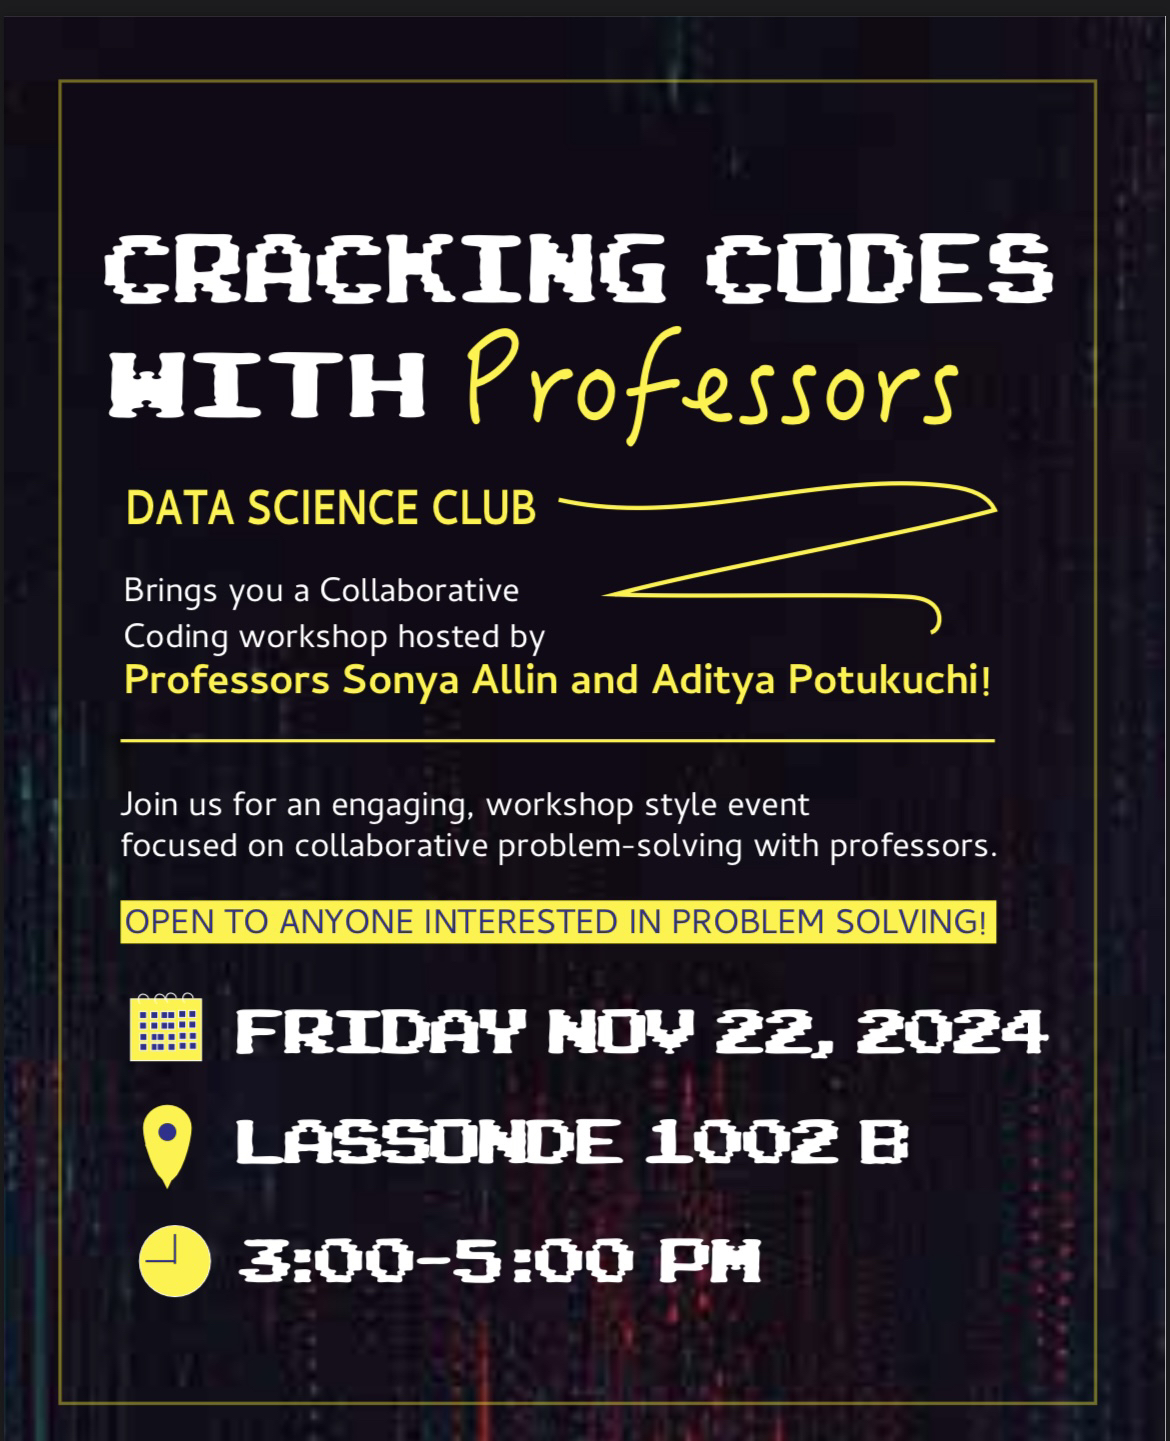 CRACKING CODES
WITH Professors
DATA SCIENCE CLUB
Brings you a Collaborative
Coding workshop hosted by
Professors Sonya Allin and Aditya Potukuchi!
Join us for an engaging, workshop style event
focused on collaborative problem-solving with professors.
OPEN TO ANYONE INTERESTED IN PROBLEM SOLVING!
FRIDAY NOV 22, 2024
LASSONDE 1002 B
3:00-5:00 PM